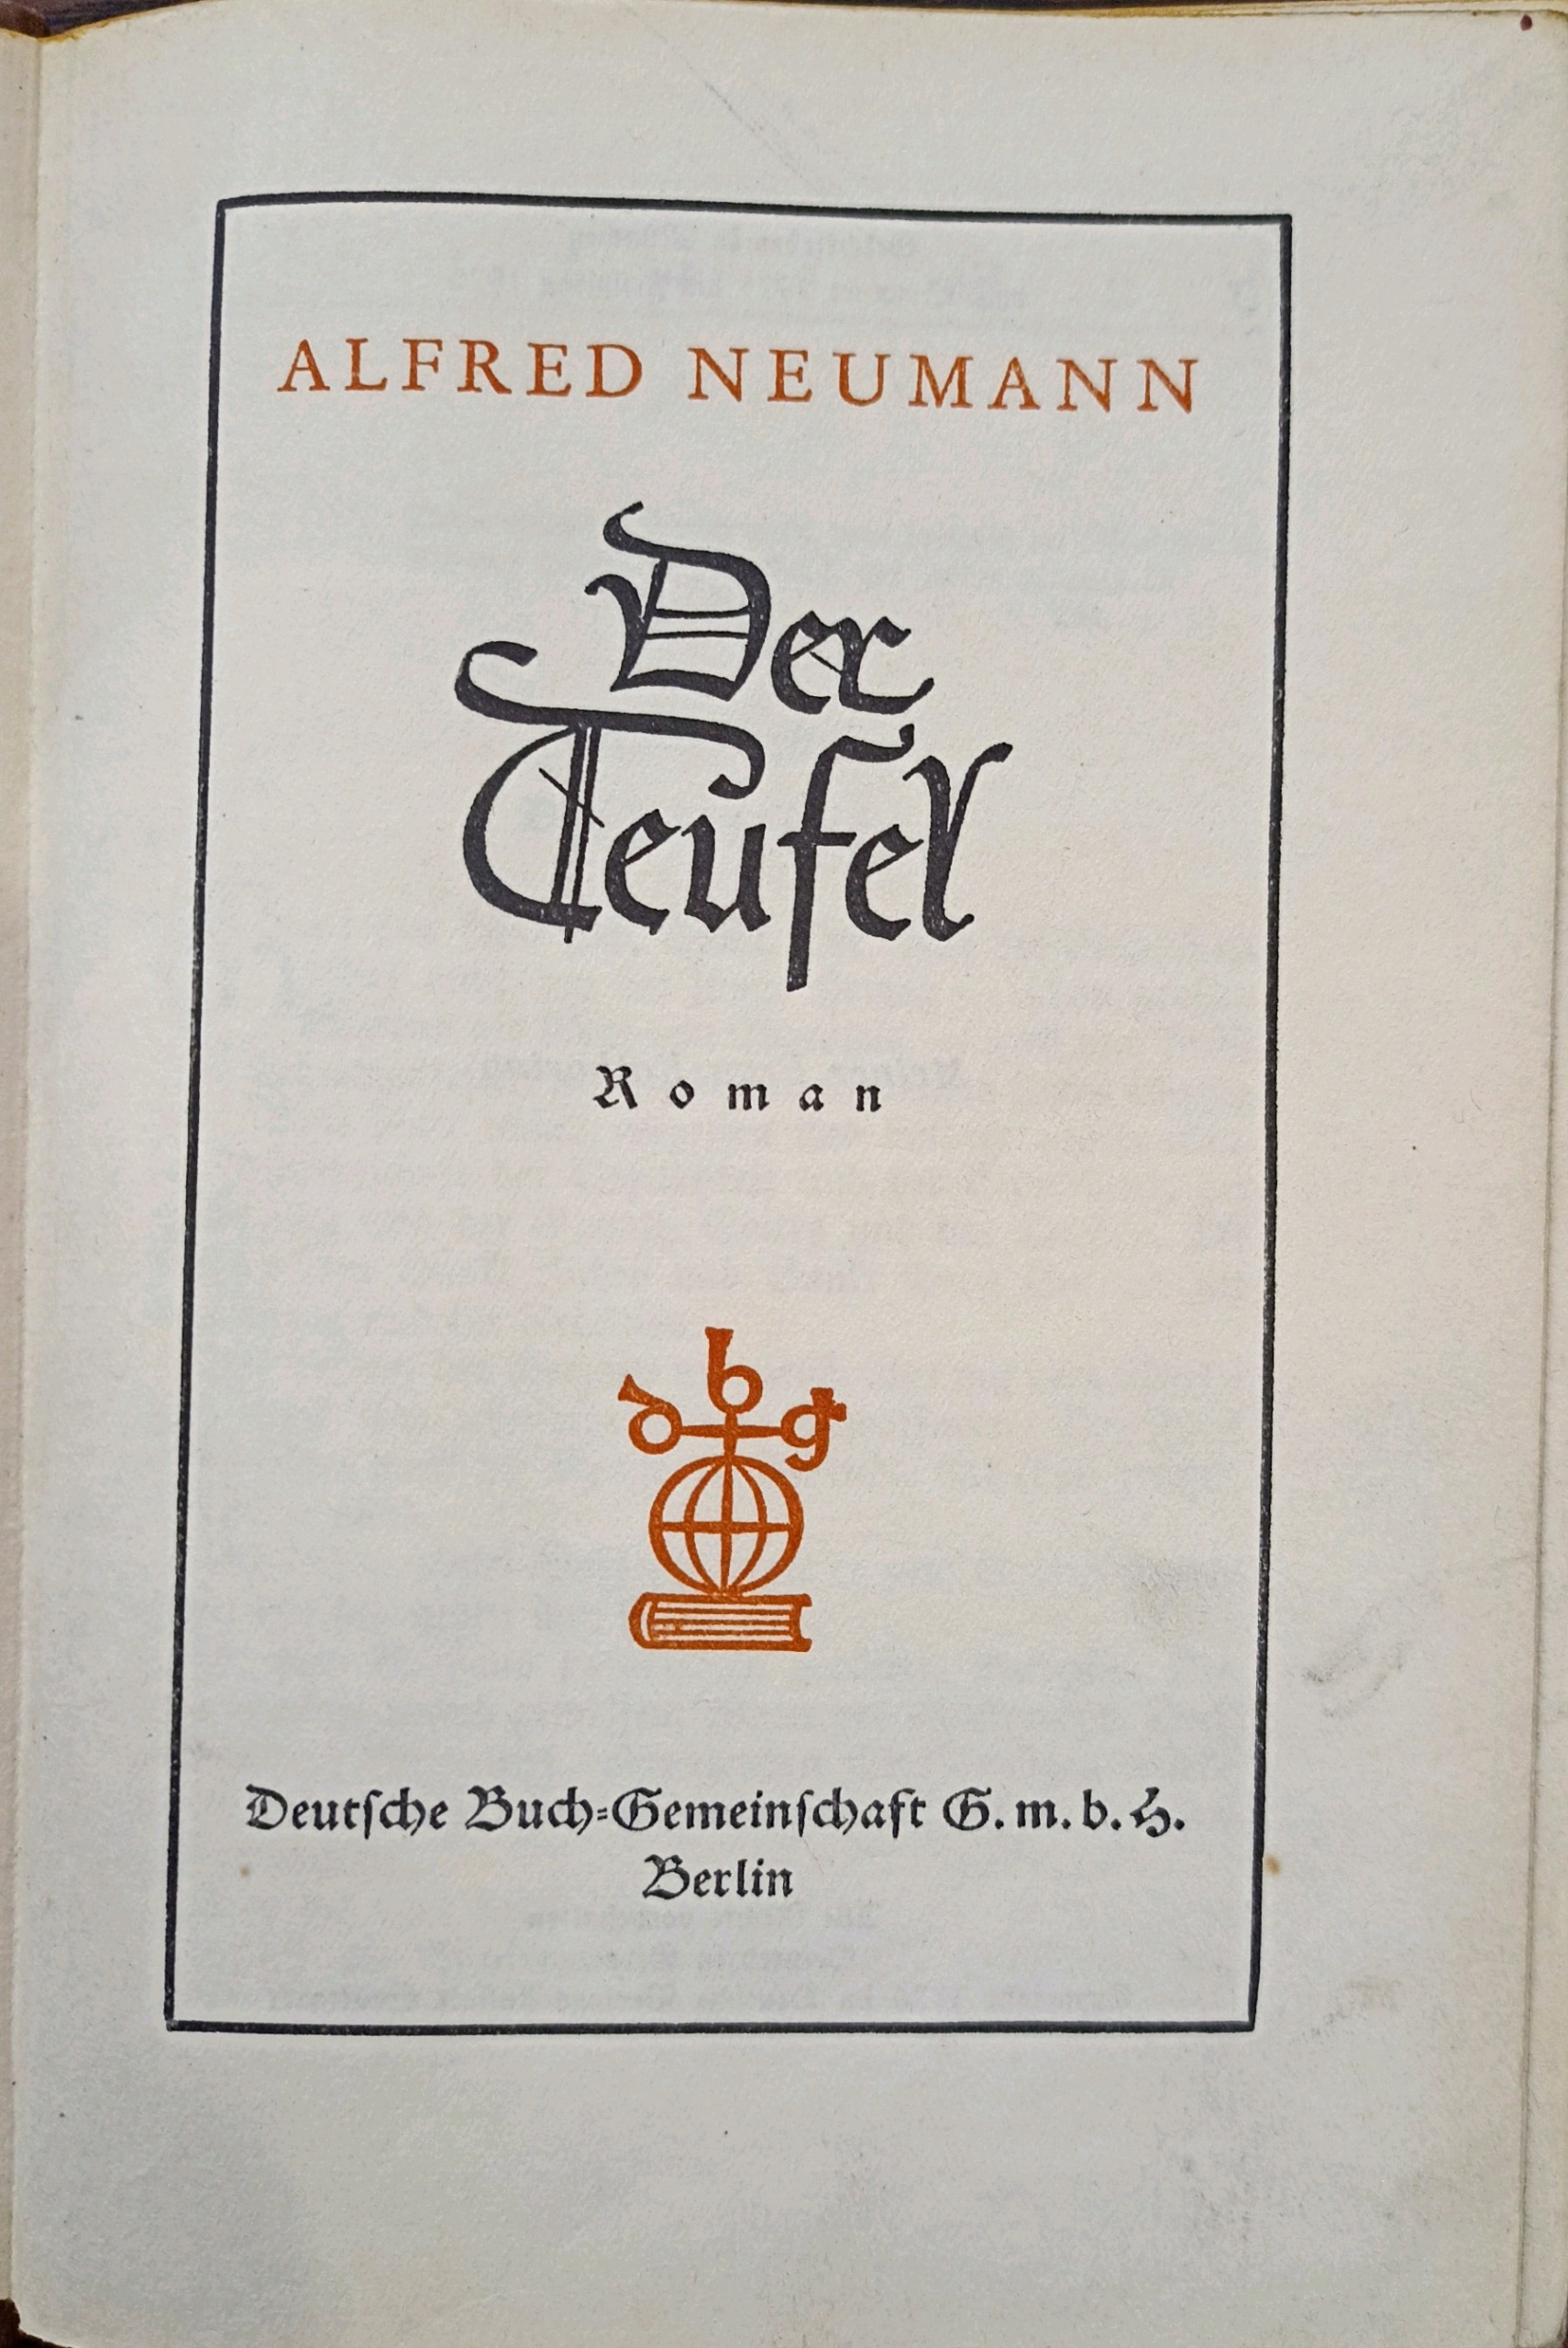 ALFRED NEUMANN
Der
Teufel
Roman
dbg
Deutſche Buch=Gemeinſchaft G.m.b.H.
Berlin